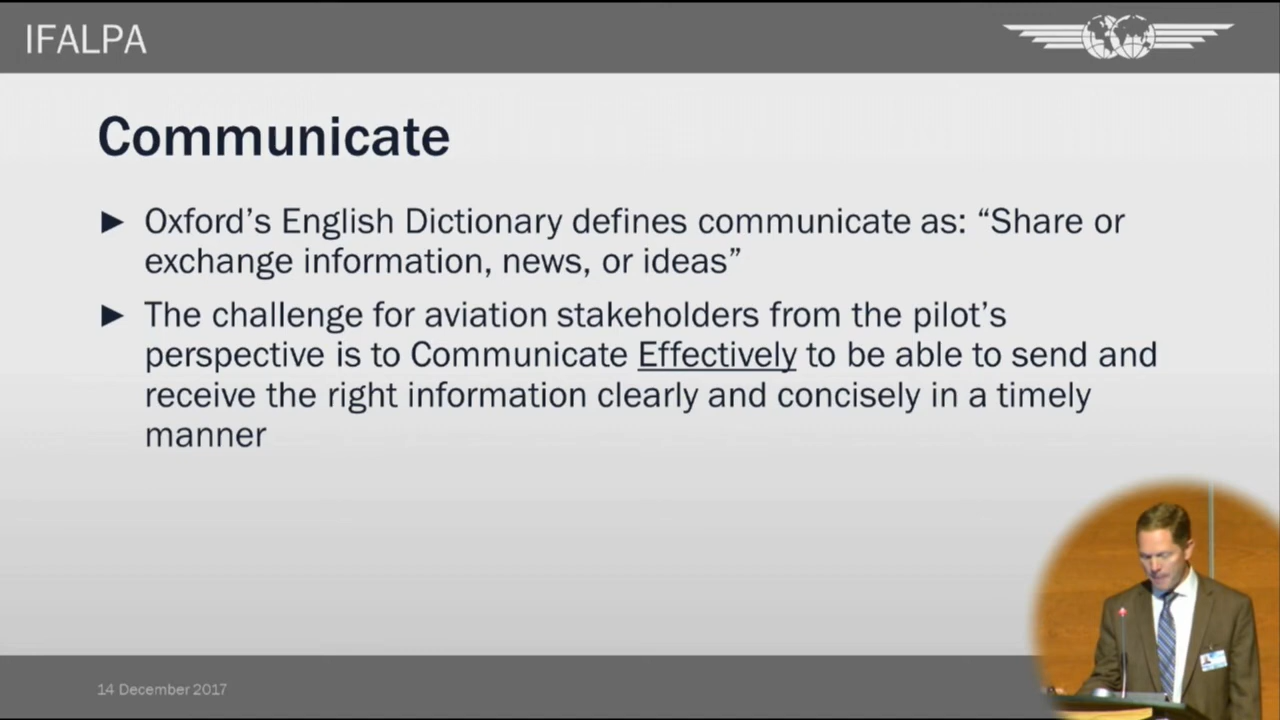 IFALPA
Communicate
► Oxford’s English Dictionary defines communicate as: “Share or
exchange information, news, or ideas”
► The challenge for aviation stakeholders from the pilot’s
perspective is to Communicate Effectively to be able to send and
receive the right information clearly and concisely in a timely
manner
14 December 2017